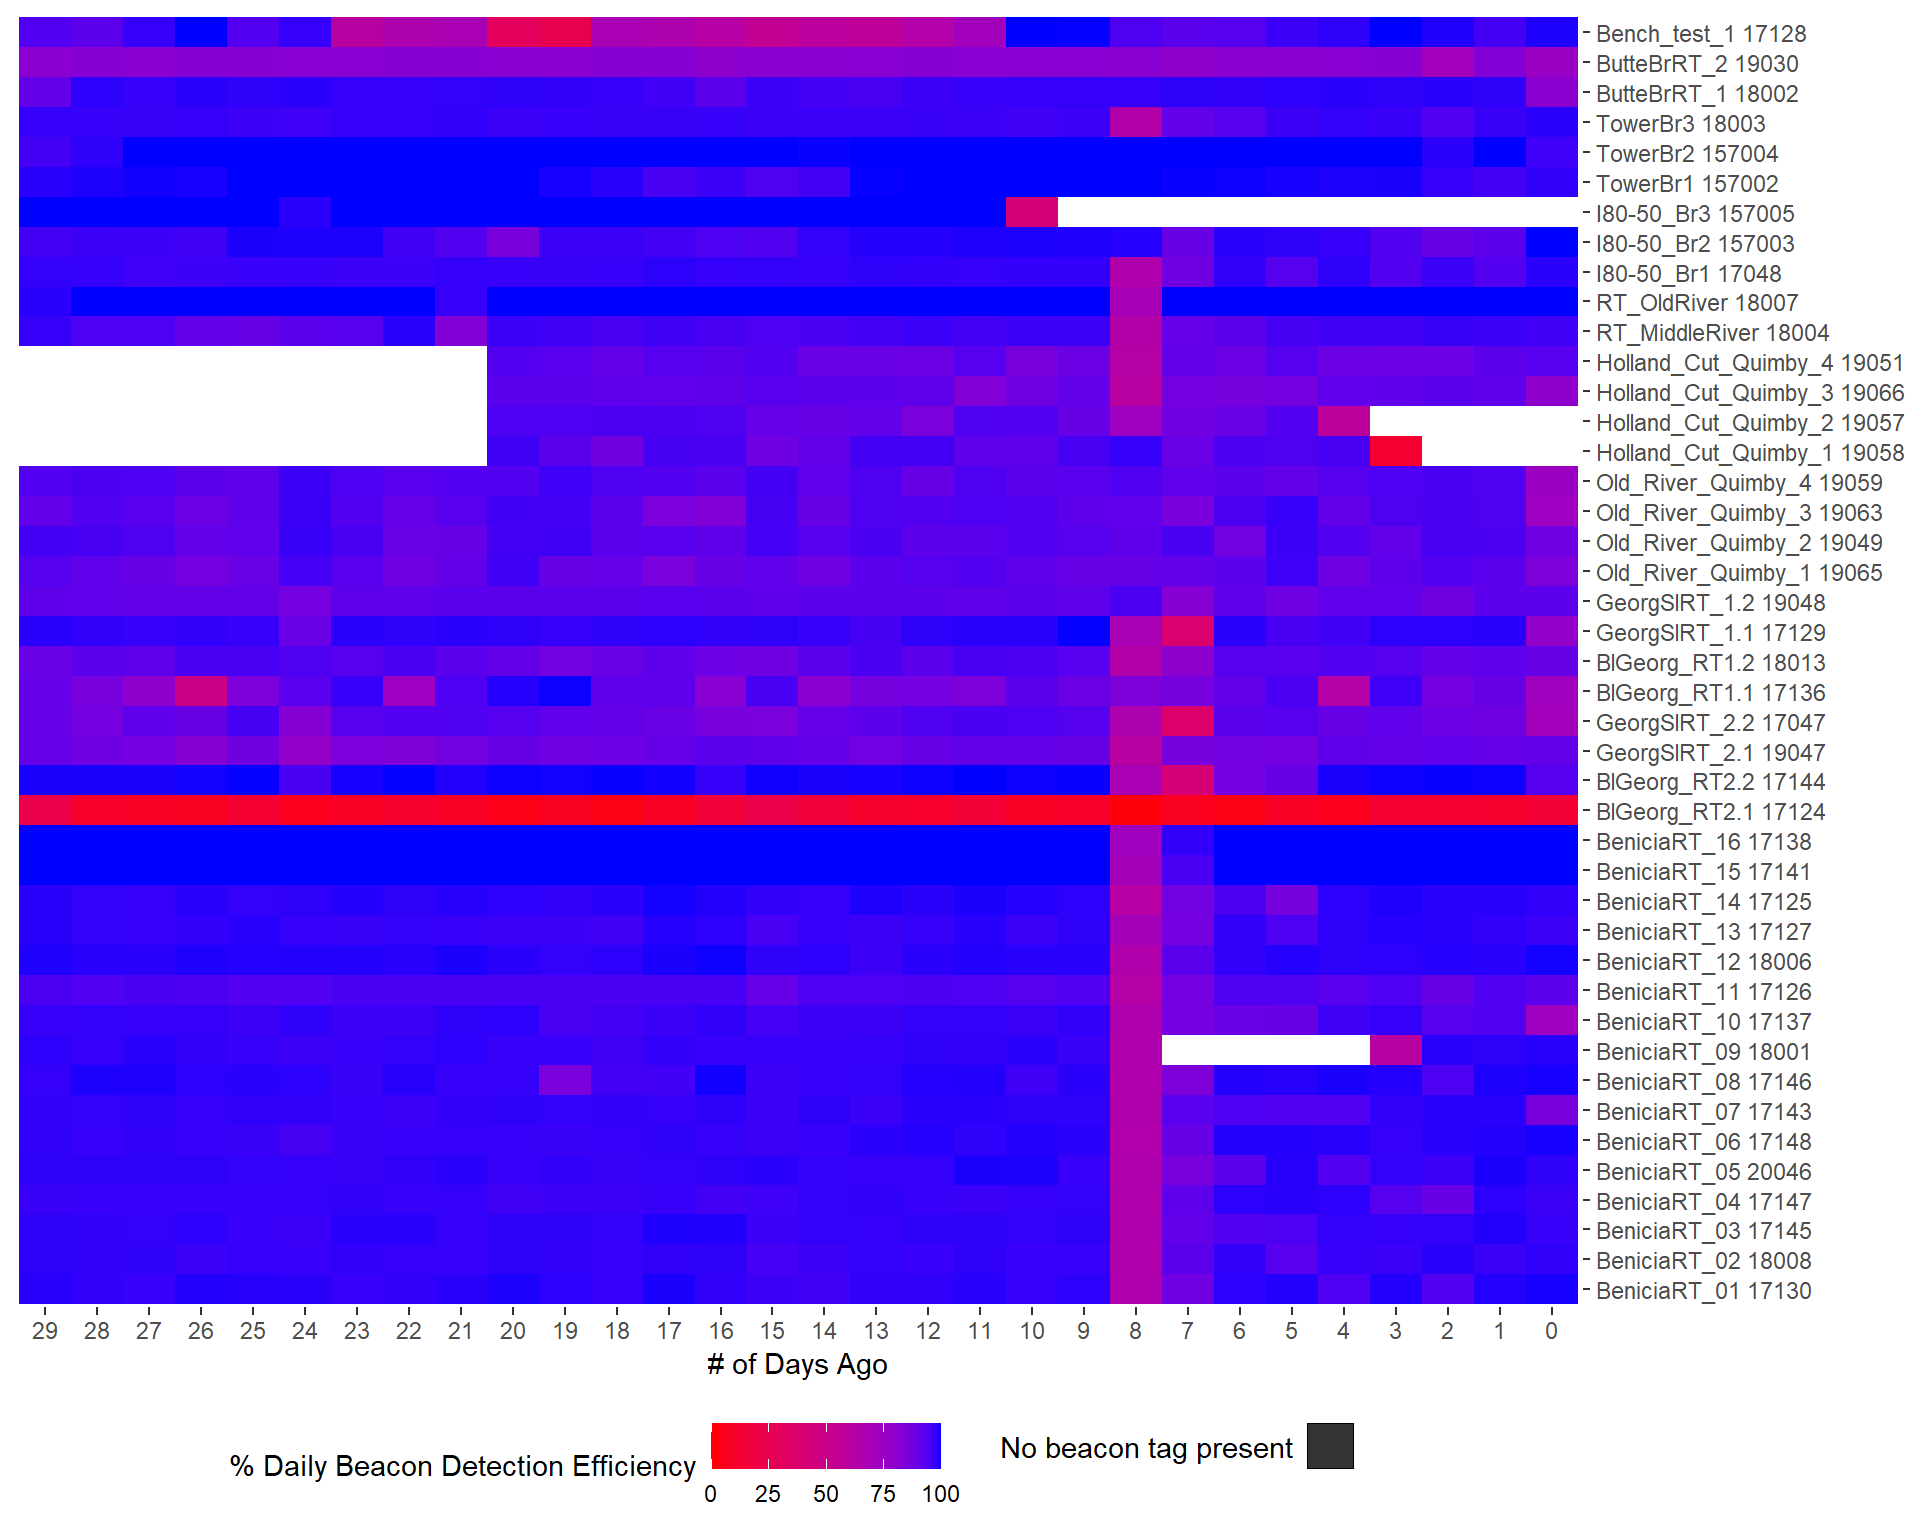 Bench_test_1 17128
ButteBrRT_2 19030
ButteBrRT_1 18002
TowerBr3 18003
TowerBr2 157004
TowerBr1 157002
I80-50_Br3 157005
I80-50_Br2 157003
I80-50_Br1 17048
RT_OldRiver 18007
RT_MiddleRiver 18004
Holland_Cut_Quimby_4 19051
Holland_Cut_Quimby_3 19066
Holland_Cut_Quimby_2 19057
Holland_Cut_Quimby_1 19058
Old_River_Quimby_4 19059
Old_River_Quimby_3 19063
Old_River_Quimby_2 19049
Old_River_Quimby_1 19065
GeorgSlRT_1.2 19048
GeorgSlRT_1.1 17129
BlGeorg_RT1.2 18013
BlGeorg_RT1.1 17136
GeorgSlRT_2.2 17047
GeorgSlRT_2.1 19047
BlGeorg_RT2.2 17144
BlGeorg_RT2.1 17124
BeniciaRT_16 17138
BeniciaRT_15 17141
BeniciaRT_14 17125
BeniciaRT_13 17127
BeniciaRT_12 18006
BeniciaRT_11 17126
BeniciaRT_10 17137
BeniciaRT_09 18001
BeniciaRT_08 17146
BeniciaRT_07 17143
BeniciaRT_06 17148
BeniciaRT_05 20046
BeniciaRT_04 17147
BeniciaRT_03 17145
BeniciaRT_02 18008
BeniciaRT_01 17130
29 28 27 26 25 24 23 22 21 20 19 18 17 16 15 14 13 12 11 10 9 8 7 6 5 4 3 2 1 0
# of Days Ago
% Daily Beacon Detection Efficiency
0 25 50 75 100
No beacon tag present